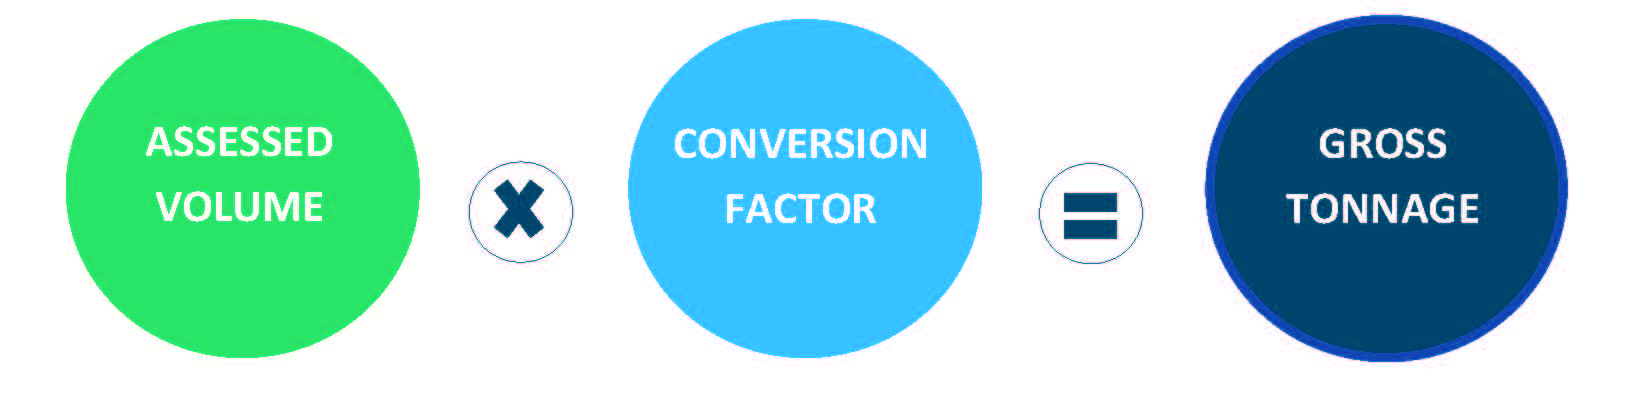 ASSESSED
VOLUME
CONVERSION
FACTOR
GROSS
TONNAGE